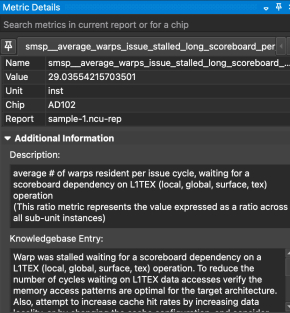 Metric Details
Search metrics in current report or for a chip
smsp__average_warps_issue_stalled_long_scoreboard_per
Name smsp__average_warps_issue_stalled_long_scoreboard_...
Value 29.03554215703501
Unit inst
Chip AD102
Report sample-1.ncu-rep
Additional Information
Description:
average # of warps resident per issue cycle, waiting for a
scoreboard dependency on L1TEX (local, global, surface, tex)
operation
(This ratio metric represents the value expressed as a ratio across
all sub-unit instances)
Knowledgebase Entry:
Warp was stalled waiting for a scoreboard dependency on a
L1TEX (local, global, surface, tex) operation. To reduce the
number of cycles waiting on L1TEX data accesses verify the
memory access patterns are optimal for the target architecture.
Also, attempt to increase cache hit rates by increasing data